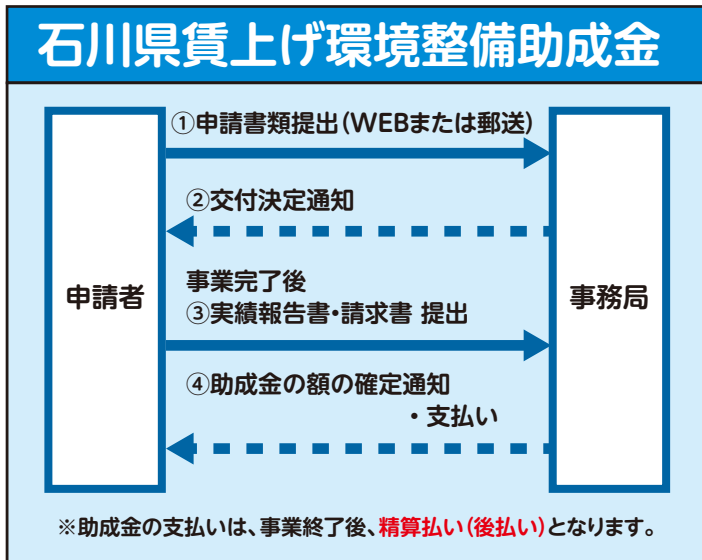 石川県賃上げ環境整備助成金
①申請書類提出(WEBまたは郵送)
②交付決定通知
申請者
事務局
事業完了後
③実績報告書・請求書 提出
④助成金の額の確定通知
・支払い
※助成金の支払いは、事業終了後、精算払い(後払い)となります。